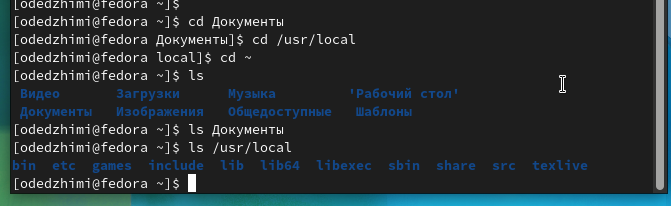 [odedzhimi@fedora ~]$
[odedzhimi@fedora ~]$ cd Документы
[odedzhimi@fedora Документы]$ cd /usr/local
[odedzhimi@fedora local]$ cd ~
[odedzhimi@fedora ~]$ ls
Видео Загрузки Музыка 'Рабочий стол'
Документы Изображения Общедоступные Шаблоны
[odedzhimi@fedora ~]$ ls Документы
[odedzhimi@fedora ~]$ ls /usr/local
bin etc games include lib lib64 libexec sbin share src texlive
[odedzhimi@fedora ~]$